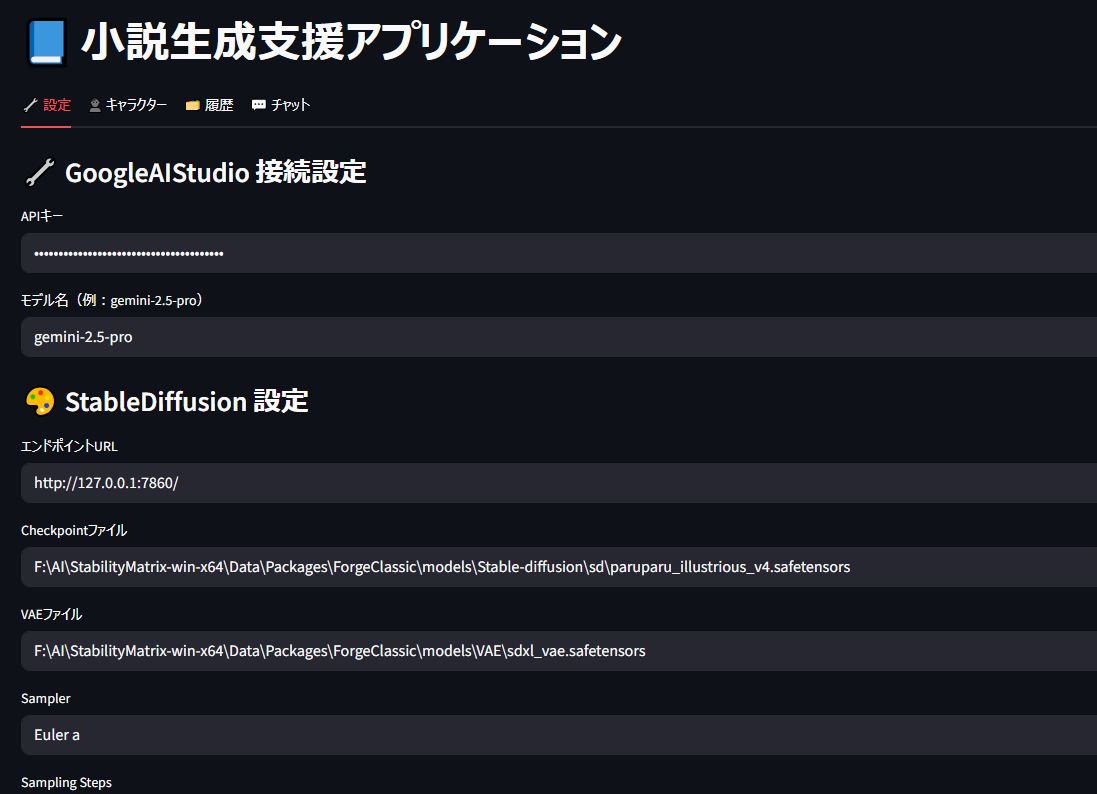 小説生成支援アプリケーション
設定 キャラクター 履歴 チャット
GoogleAIStudio 接続設定
APIキー
•••••••••••••••••••••••••••••••••••••••
モデル名（例：gemini-2.5-pro）
gemini-2.5-pro
StableDiffusion 設定
エンドポイントURL
http://127.0.0.1:7860/
Checkpointファイル
F:\AI\StabilityMatrix-win-x64\Data\Packages\ForgeClassic\models\Stable-diffusion\sd\paruparu_illustrious_v4.safetensors
VAEファイル
F:\AI\StabilityMatrix-win-x64\Data\Packages\ForgeClassic\models\VAE\sdxl_vae.safetensors
Sampler
Euler a
Sampling Steps